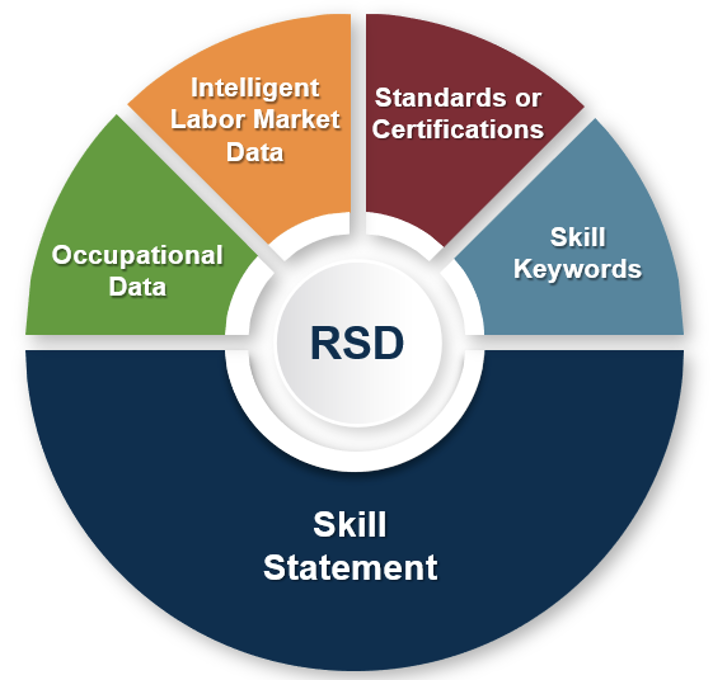 Intelligent
Labor Market
Data
Standards or
Certifications
Occupational
Data
Skill
Keywords
RSD
Skill
Statement